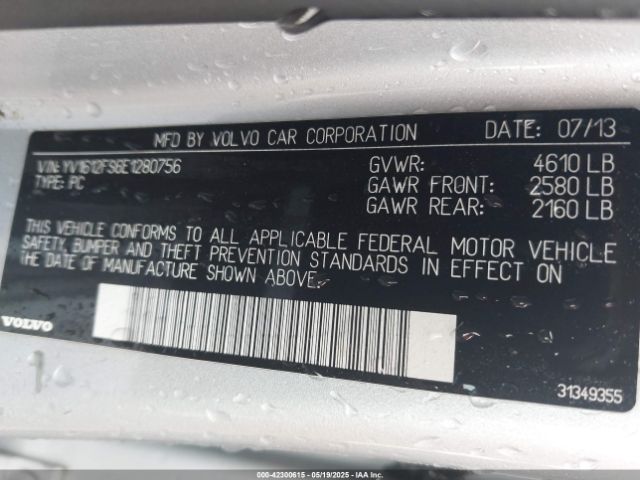 MFD BY VOLVO CAR CORPORATION DATE: 07/13
VIN: YV1612FS6E1280756 GVWR: 4610 LB
TYPE: PC GAWR FRONT: 2580 LB
GAWR REAR: 2160 LB
THIS VEHICLE CONFORMS TO ALL APPLICABLE FEDERAL MOTOR VEHICLE
SAFETY, BUMPER AND THEFT PREVENTION STANDARDS IN EFFECT ON
THE DATE OF MANUFACTURE SHOWN ABOVE.
VOLVO
31349355
000-42300615 - 05/19/2025 - IAAI